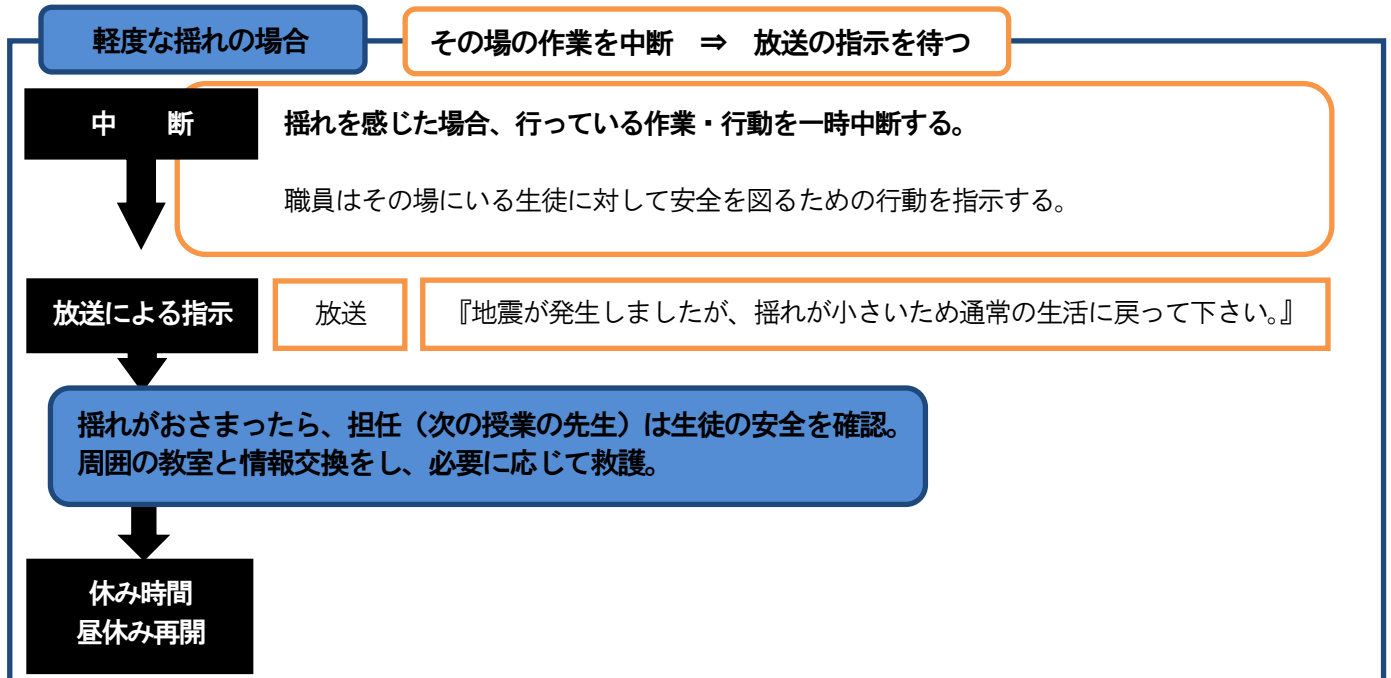 軽度な揺れの場合
その場の作業を中断　⇒　放送の指示を待つ
中　　断
揺れを感じた場合、行っている作業・行動を一時中断する。
職員はその場にいる生徒に対して安全を図るための行動を指示する。
放送による指示
放送
『地震が発生しましたが、揺れが小さいため通常の生活に戻って下さい。』
揺れがおさまったら、担任（次の授業の先生）は生徒の安全を確認。
周囲の教室と情報交換をし、必要に応じて救護。
休み時間
昼休み再開